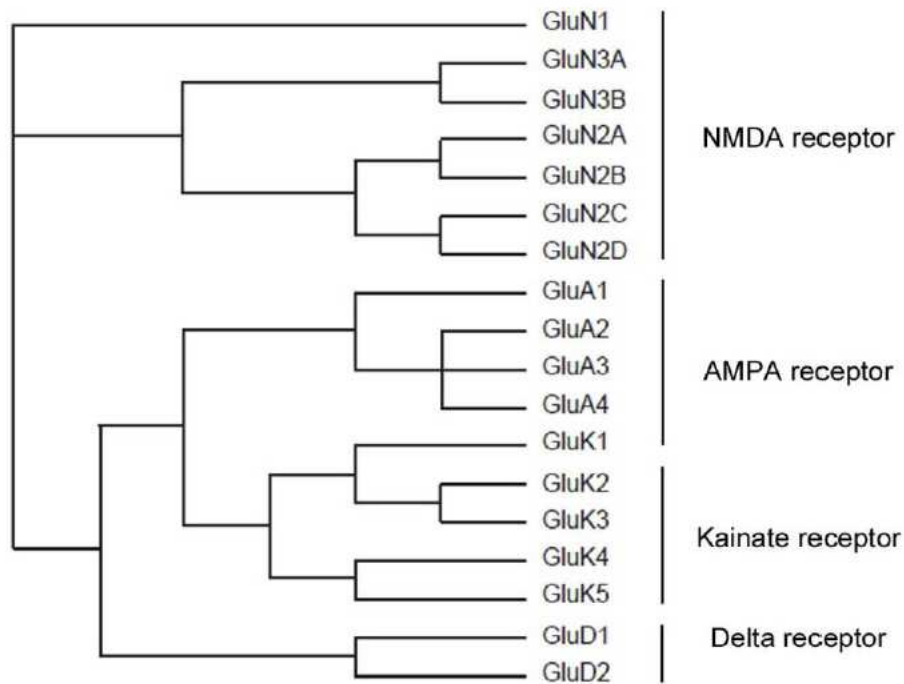 GluN1
GluN3A
GluN3B
GluN2A
GluN2B
GluN2C
GluN2D
NMDA receptor
GluA1
GluA2
GluA3
GluA4
GluK1
AMPA receptor
GluK2
GluK3
GluK4
GluK5
Kainate receptor
GluD1
GluD2
Delta receptor